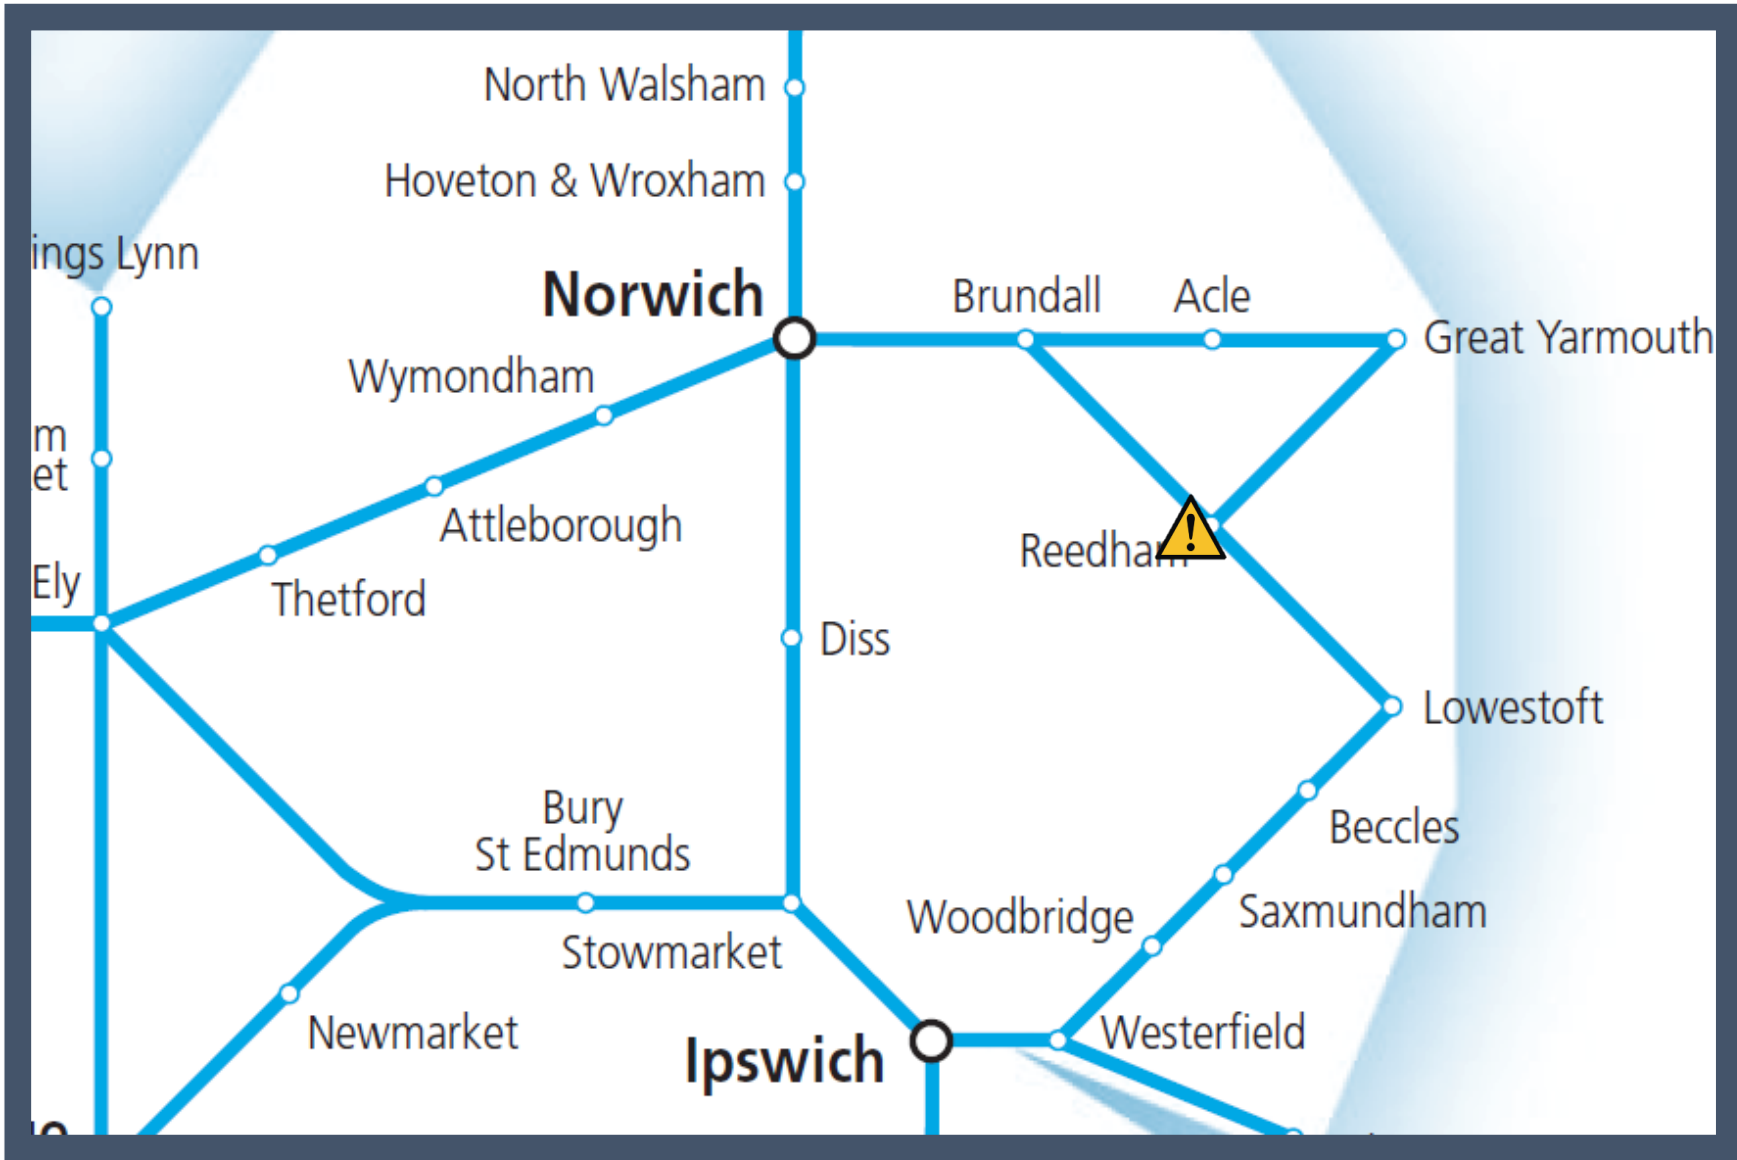 North Walsham
Hoveton & Wroxham
ings Lynn
Norwich
Brundall
Acle
Great Yarmouth
Wymondham
m
et
Attleborough
Reedham
Ely
Thetford
Diss
Lowestoft
Bury
St Edmunds
Beccles
Woodbridge
Saxmundham
Stowmarket
Newmarket
Ipswich
Westerfield